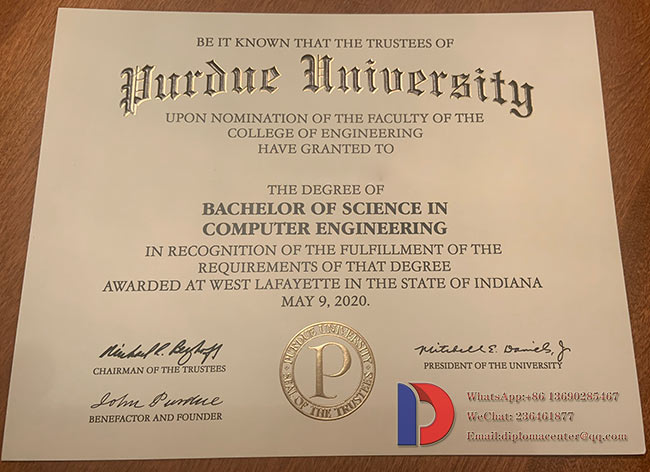 BE IT KNOWN THAT THE TRUSTEES OF
Purdue University
UPON NOMINATION OF THE FACULTY OF THE
COLLEGE OF ENGINEERING
HAVE GRANTED TO
THE DEGREE OF
BACHELOR OF SCIENCE IN
COMPUTER ENGINEERING
IN RECOGNITION OF THE FULFILLMENT OF THE
REQUIREMENTS OF THAT DEGREE
AWARDED AT WEST LAFAYETTE IN THE STATE OF INDIANA
MAY 9, 2020.
CHAIRMAN OF THE TRUSTEES
John Purdue
BENEFACTOR AND FOUNDER
PURDUE UNIVERSITY
P
SEAL OF THE TRUSTEES
Mitchell E. Daniels, Jr
PRESIDENT OF THE UNIVERSITY
WhatsApp:+86 13690285467
WeChat: 236461877
Email:diplomacenter@qq.com